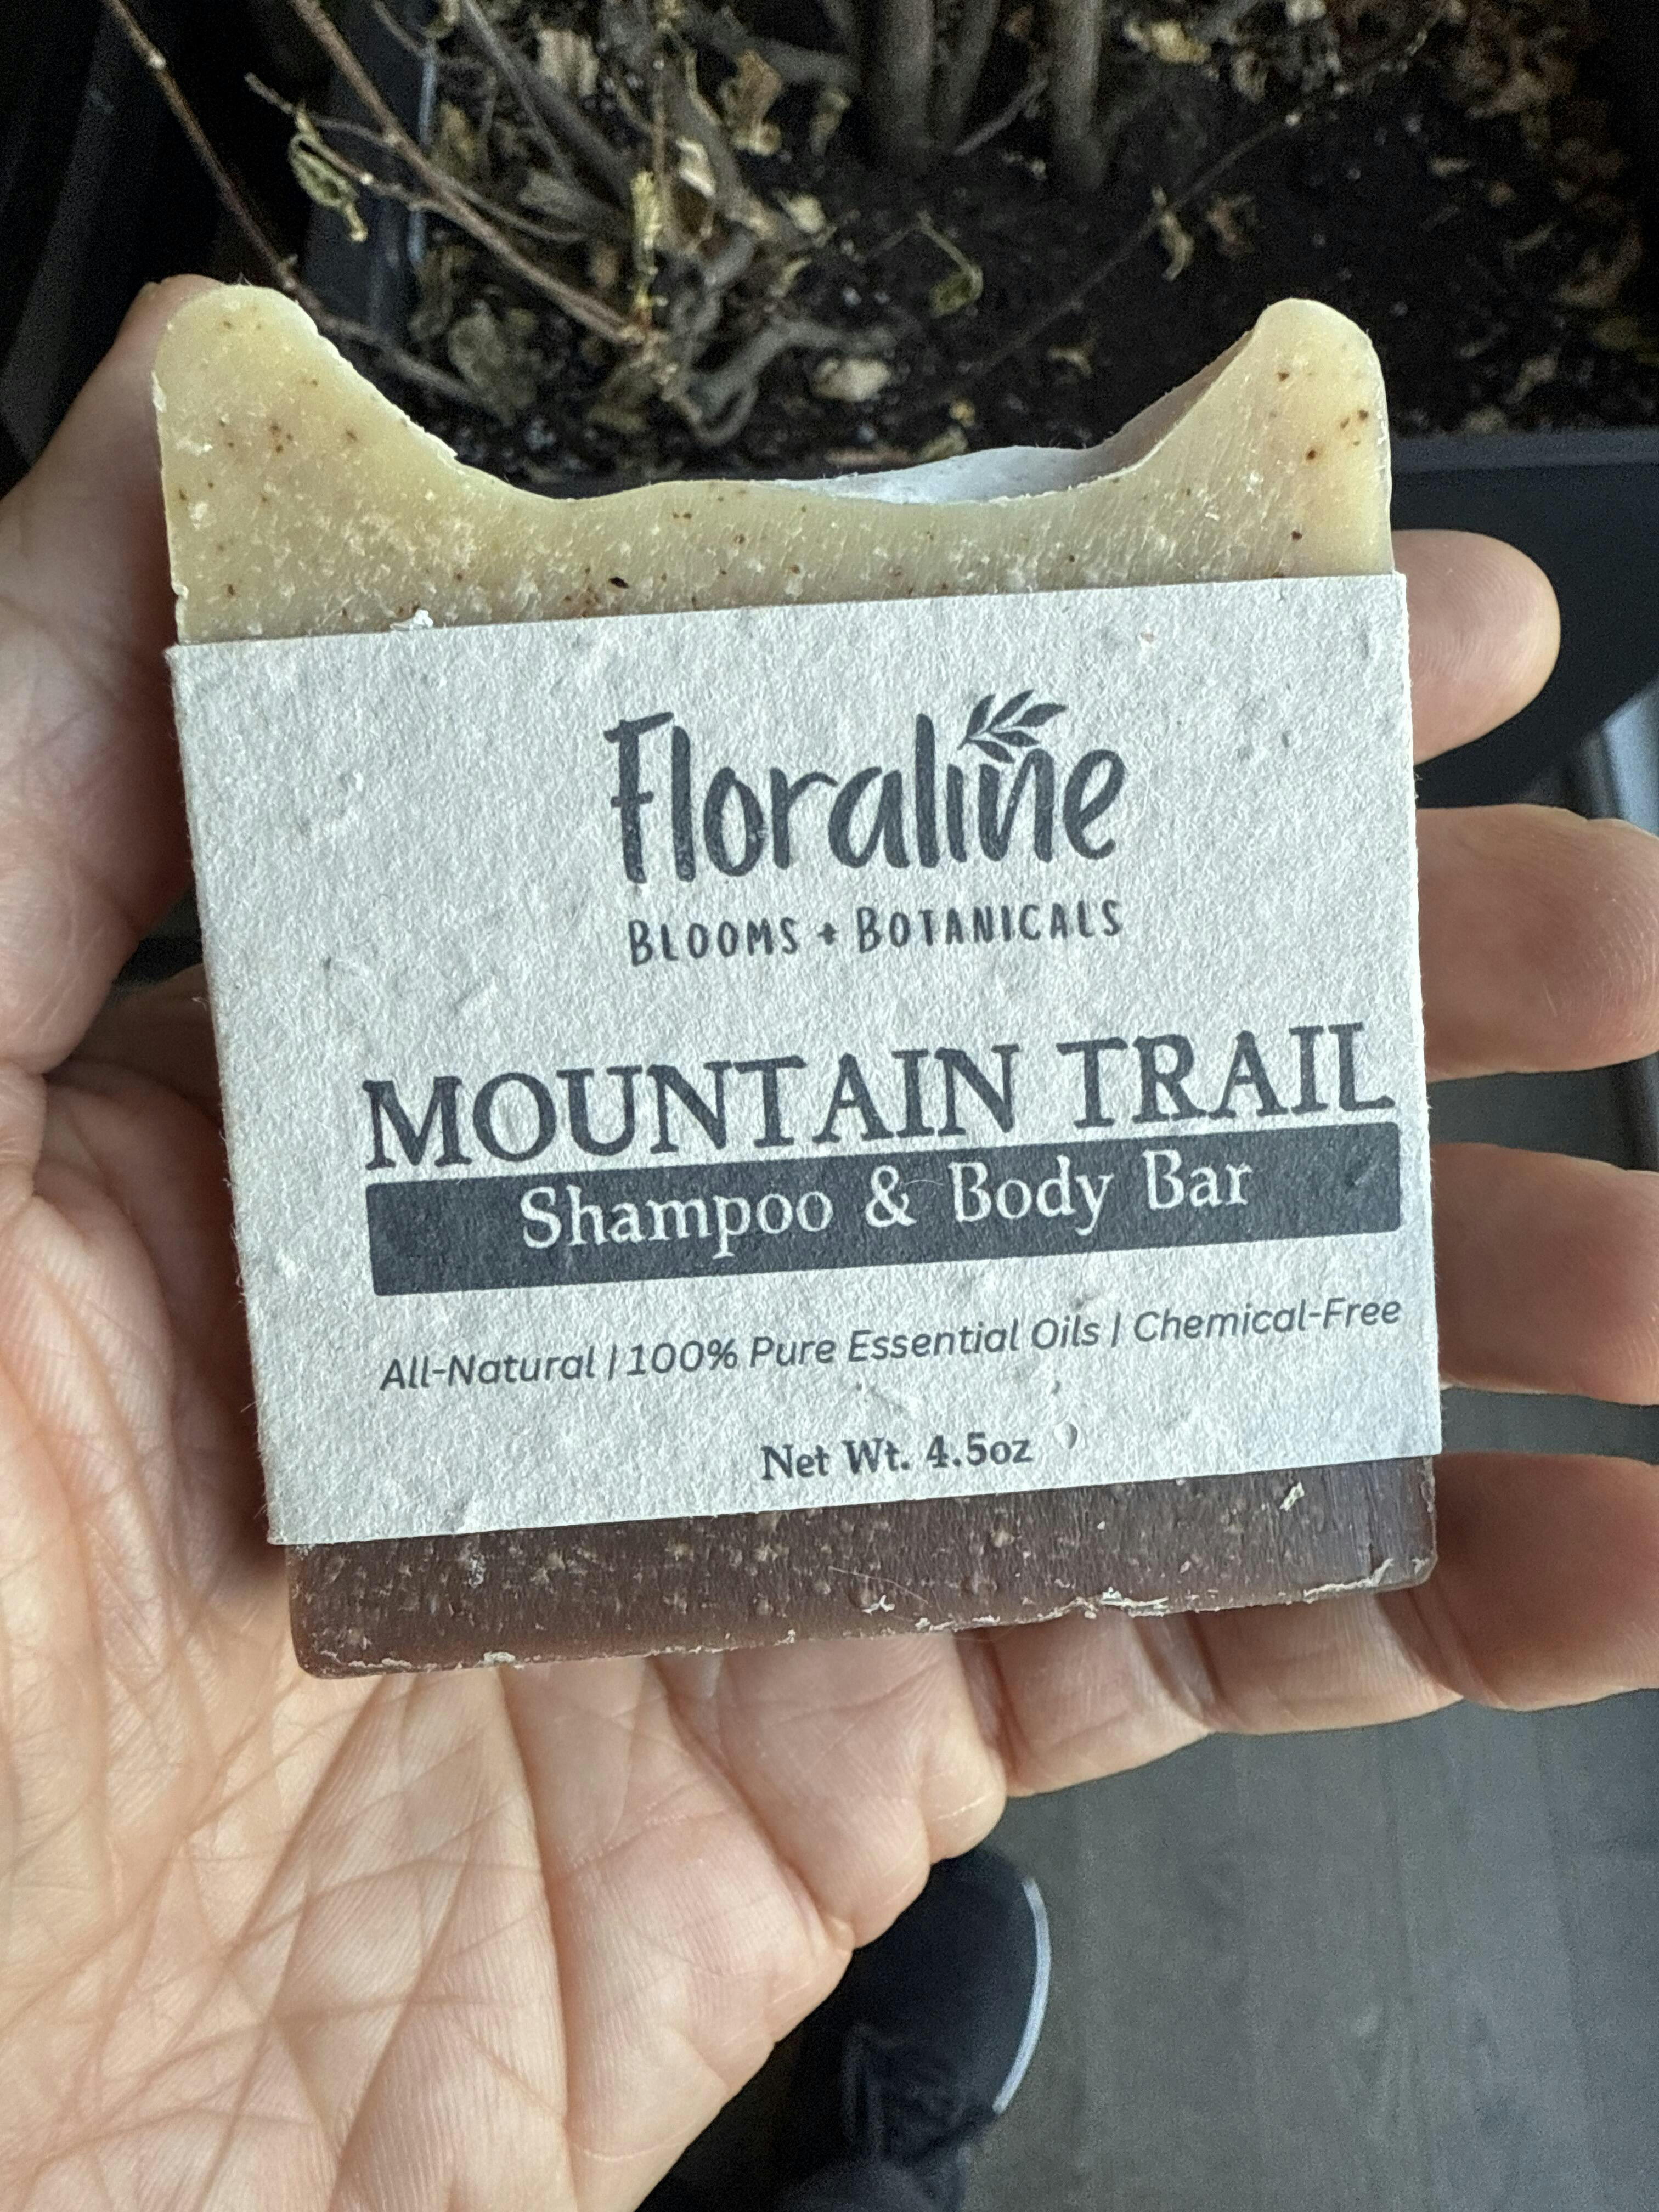 Floraline
BLOOMS + BOTANICALS
MOUNTAIN TRAIL
Shampoo & Body Bar
All-Natural | 100% Pure Essential Oils | Chemical-Free
Net Wt. 4.5oz